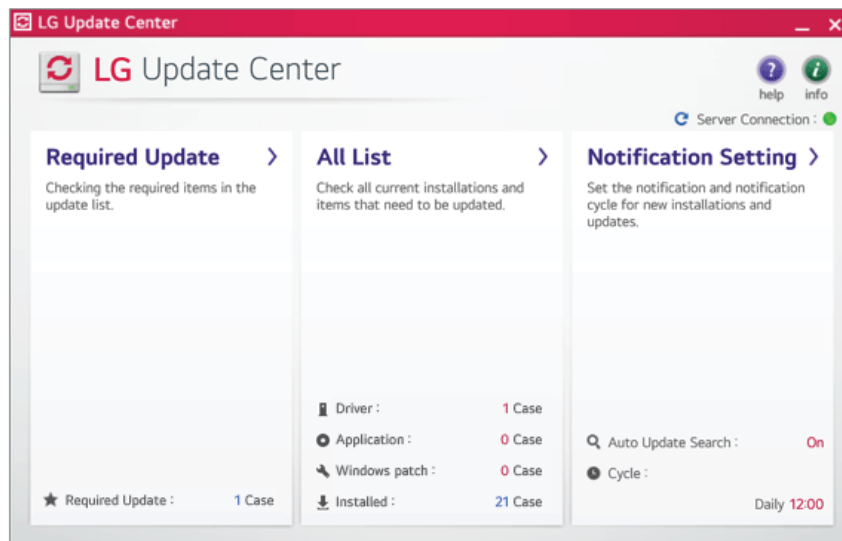 LG Update Center
LG Update Center
help
info
Server Connection :
Required Update
Checking the required items in the
update list.
Required Update : 1 Case
All List
Check all current installations and
items that need to be updated.
Driver : 1 Case
Application : 0 Case
Windows patch : 0 Case
Installed : 21 Case
Notification Setting
Set the notification and notification
cycle for new installations and
updates.
Auto Update Search : On
Cycle :
Daily 12:00